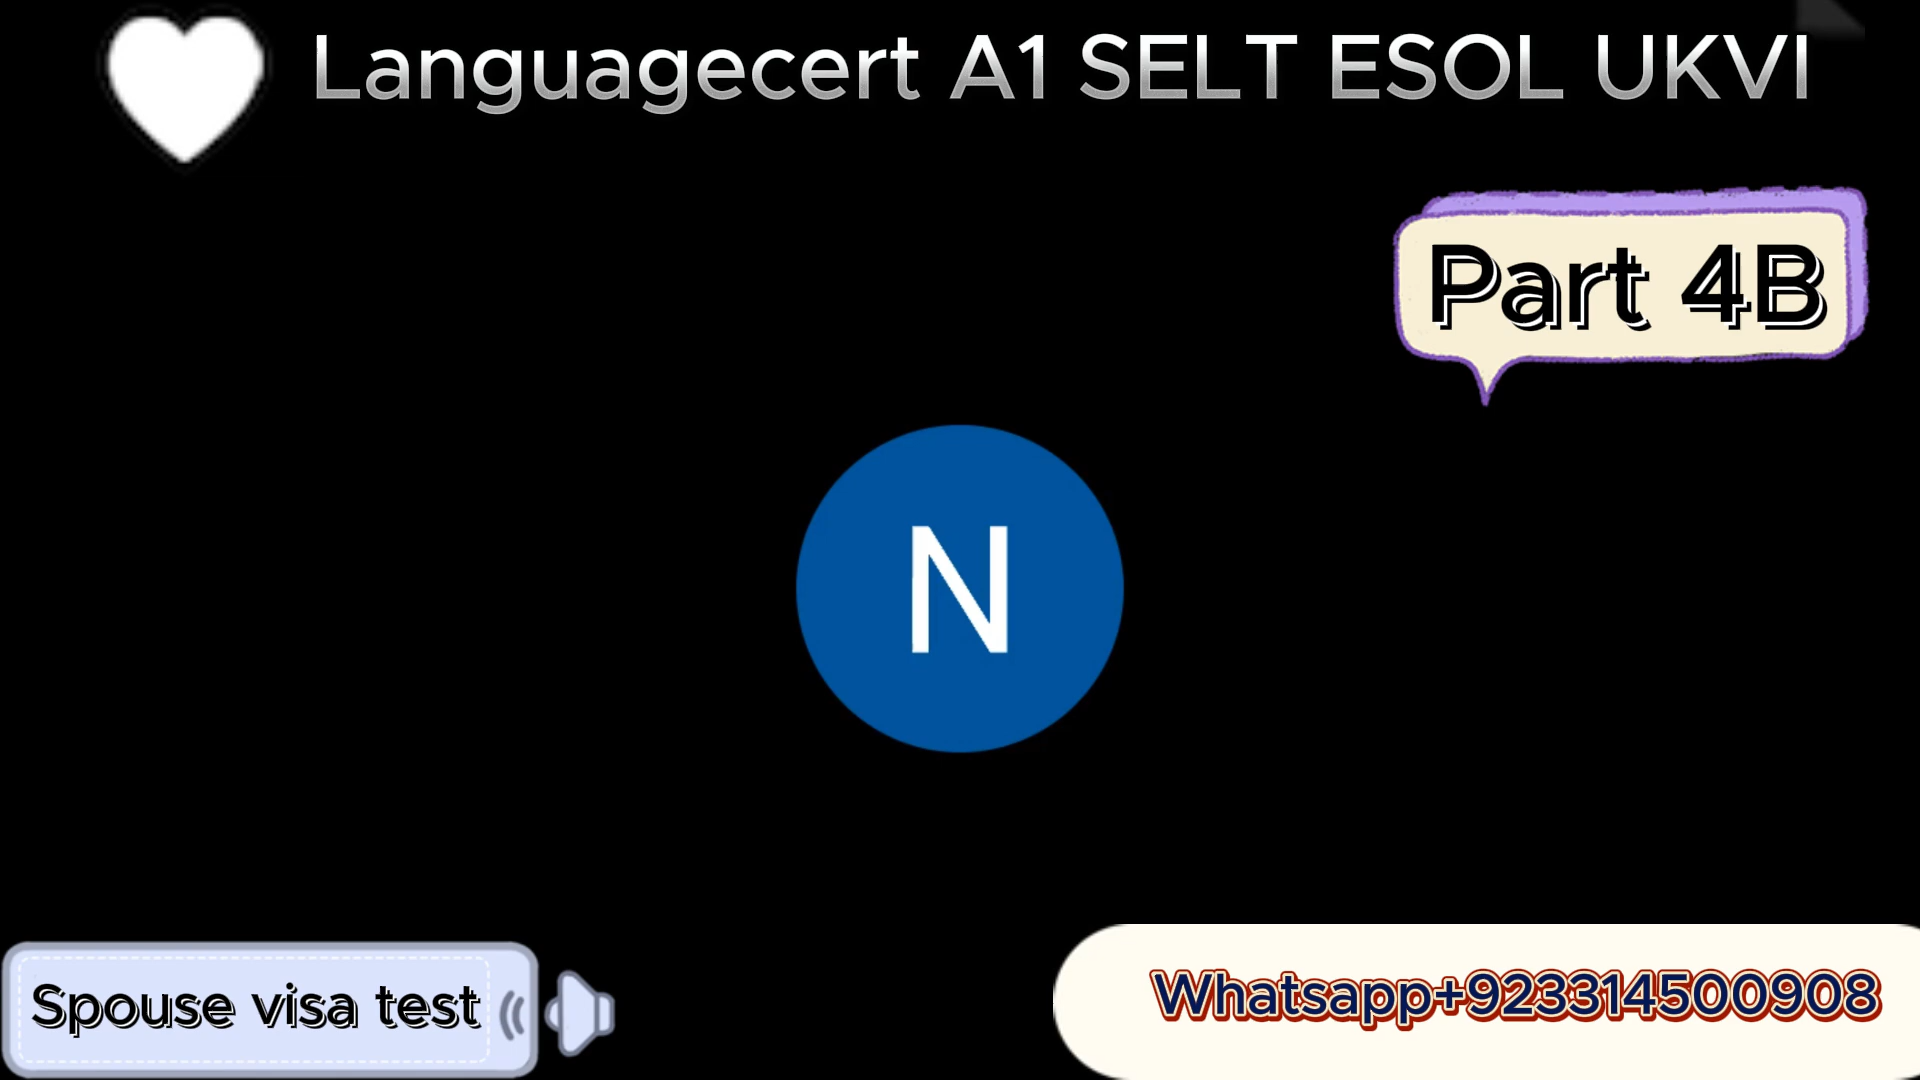 Languagecert A1 SELT ESOL UKVI
Part 4B
N
Spouse visa test
Whatsapp+923314500908